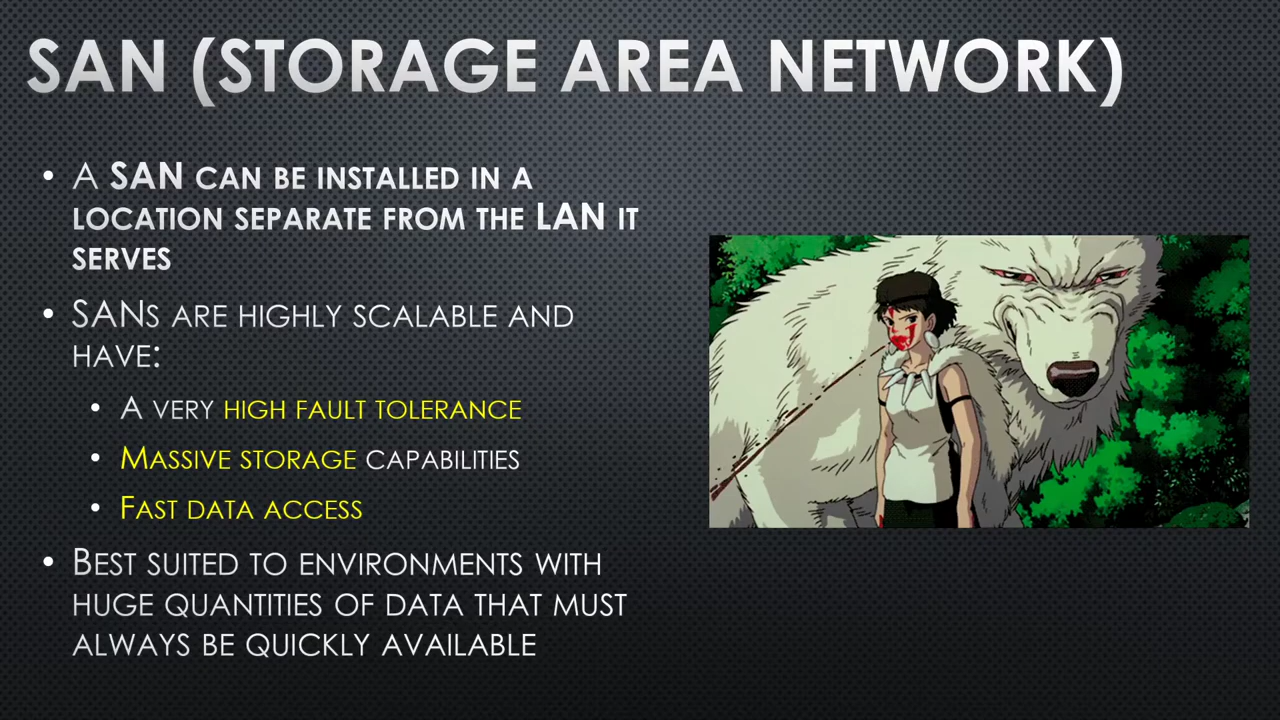 SAN (STORAGE AREA NETWORK)
• A SAN CAN BE INSTALLED IN A
LOCATION SEPARATE FROM THE LAN IT
SERVES
• SANS ARE HIGHLY SCALABLE AND
HAVE:
• A VERY HIGH FAULT TOLERANCE
• MASSIVE STORAGE CAPABILITIES
• FAST DATA ACCESS
• BEST SUITED TO ENVIRONMENTS WITH
HUGE QUANTITIES OF DATA THAT MUST
ALWAYS BE QUICKLY AVAILABLE